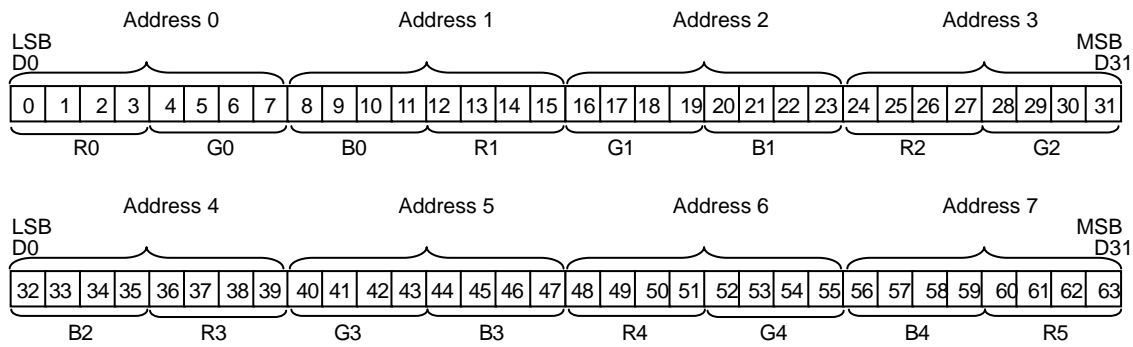 Address 0 Address 1 Address 2 Address 3
LSB MSB
D0 D31
0 1 2 3 4 5 6 7 8 9 10 11 12 13 14 15 16 17 18 19 20 21 22 23 24 25 26 27 28 29 30 31
R0 G0 B0 R1 G1 B1 R2 G2
Address 4 Address 5 Address 6 Address 7
LSB MSB
D0 D31
32 33 34 35 36 37 38 39 40 41 42 43 44 45 46 47 48 49 50 51 52 53 54 55 56 57 58 59 60 61 62 63
B2 R3 G3 B3 R4 G4 B4 R5